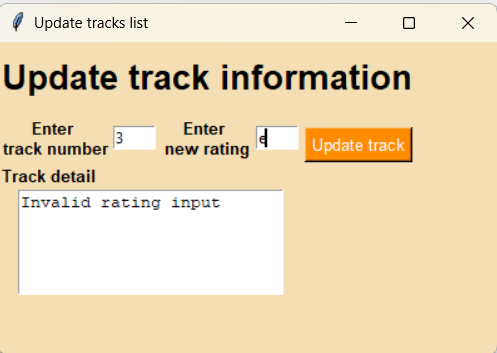 Update tracks list
Update track information
Enter
track number
3
Enter
new rating
e
Update track
Track detail
Invalid rating input